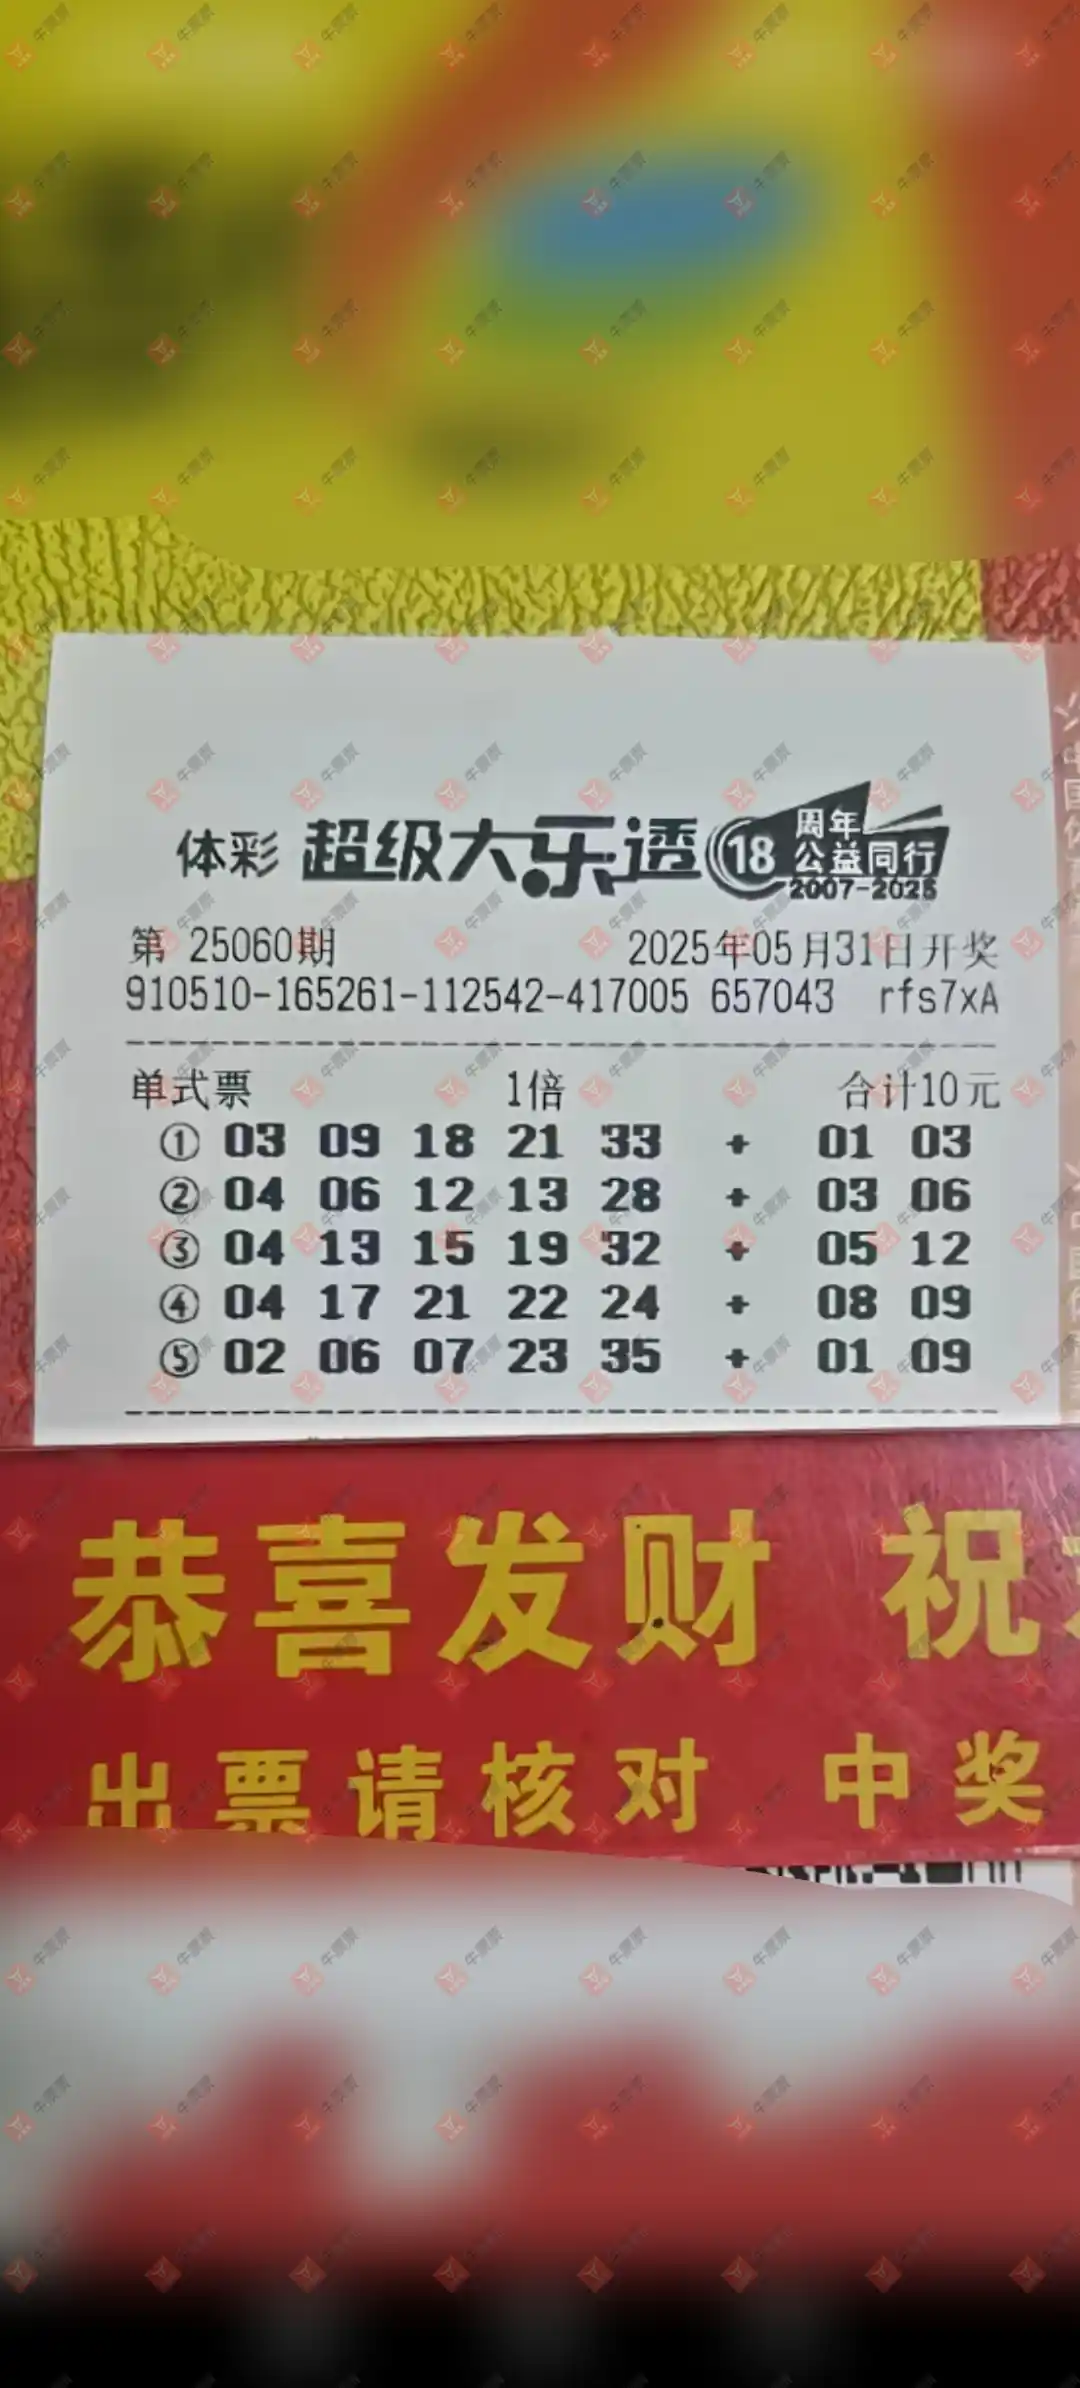 体彩 超级大乐透 18 周年 公益同行 2007-2025
第 25060期 2025年05月31日开奖
910510-165261-112542-417005 657043 rfs7xA
单式票 1倍 合计10元
① 03 09 18 21 33 + 01 03
② 04 06 12 13 28 + 03 06
③ 04 13 15 19 32 + 05 12
④ 04 17 21 22 24 + 08 09
⑤ 02 06 07 23 35 + 01 09
恭喜发财 祝
出票请核对 中奖
牛票票